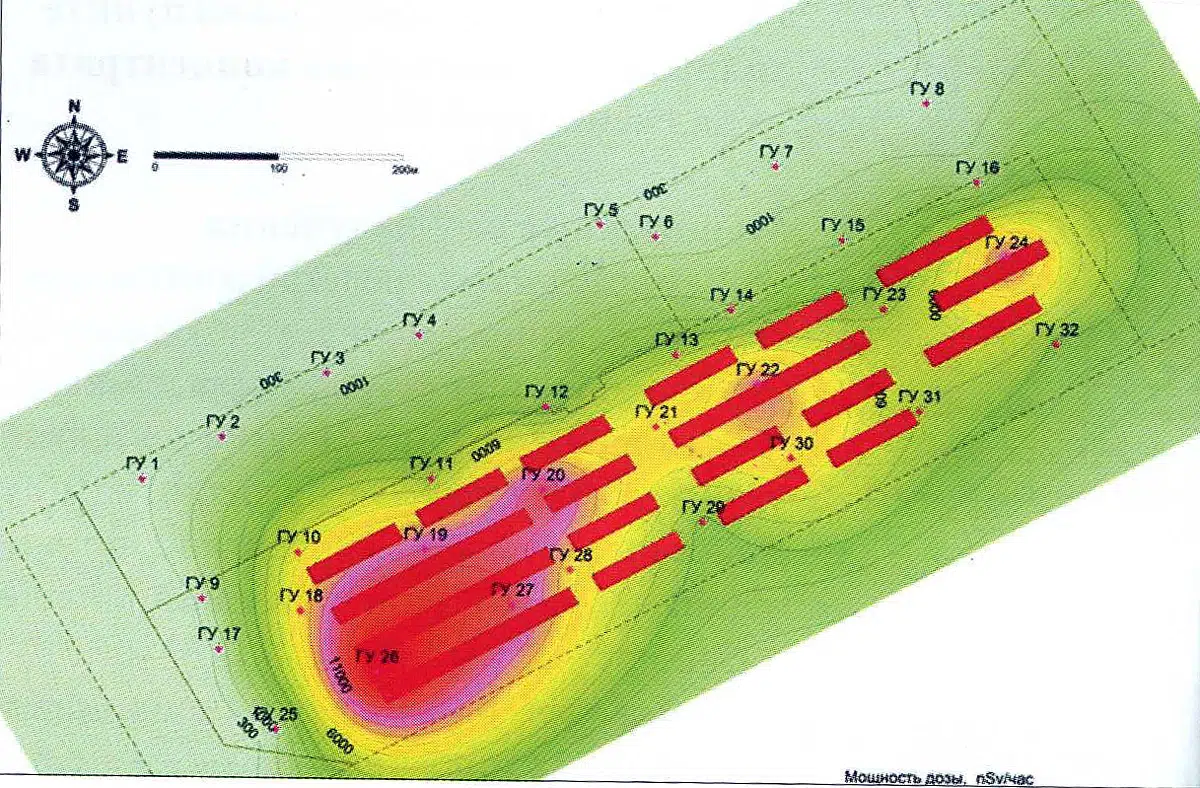 N
W E
S
0 100 200м
ГУ 8
ГУ 7
ГУ 16
300
ГУ 5
ГУ 6
1000
ГУ 15
ГУ 24
ГУ 14
ГУ 23
6000
ГУ 4
ГУ 32
ГУ 13
ГУ 3
300
1000
ГУ 22
ГУ 12
ГУ 31
ГУ 21
ГУ 2
ГУ 30
6000
ГУ 1
ГУ 11
ГУ 20
ГУ 29
ГУ 10
ГУ 19
ГУ 28
ГУ 9
ГУ 18
ГУ 27
ГУ 17
ГУ 26
11000
ГУ 25
1000
300
6000
Мощность дозы, nSv/час